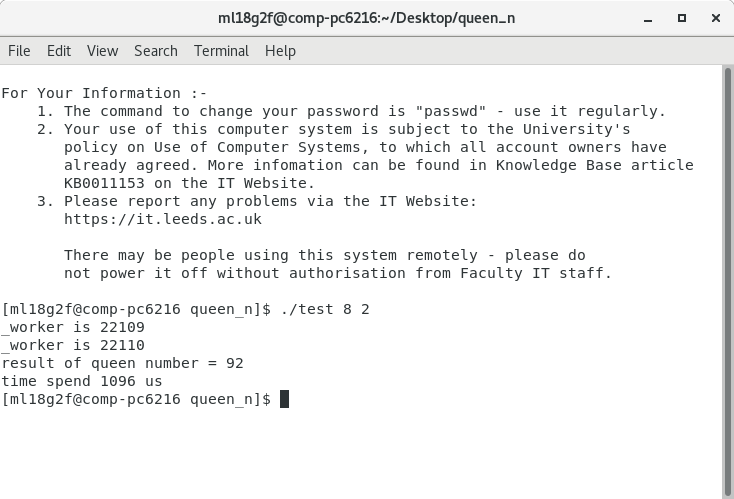 ml18g2f@comp-pc6216:~/Desktop/queen_n
File Edit View Search Terminal Help
For Your Information :-
1. The command to change your password is "passwd" - use it regularly.
2. Your use of this computer system is subject to the University's
policy on Use of Computer Systems, to which all account owners have
already agreed. More infomation can be found in Knowledge Base article
KB0011153 on the IT Website.
3. Please report any problems via the IT Website:
https://it.leeds.ac.uk
There may be people using this system remotely - please do
not power it off without authorisation from Faculty IT staff.
[ml18g2f@comp-pc6216 queen_n]$ ./test 8 2
_worker is 22109
_worker is 22110
result of queen number = 92
time spend 1096 us
[ml18g2f@comp-pc6216 queen_n]$